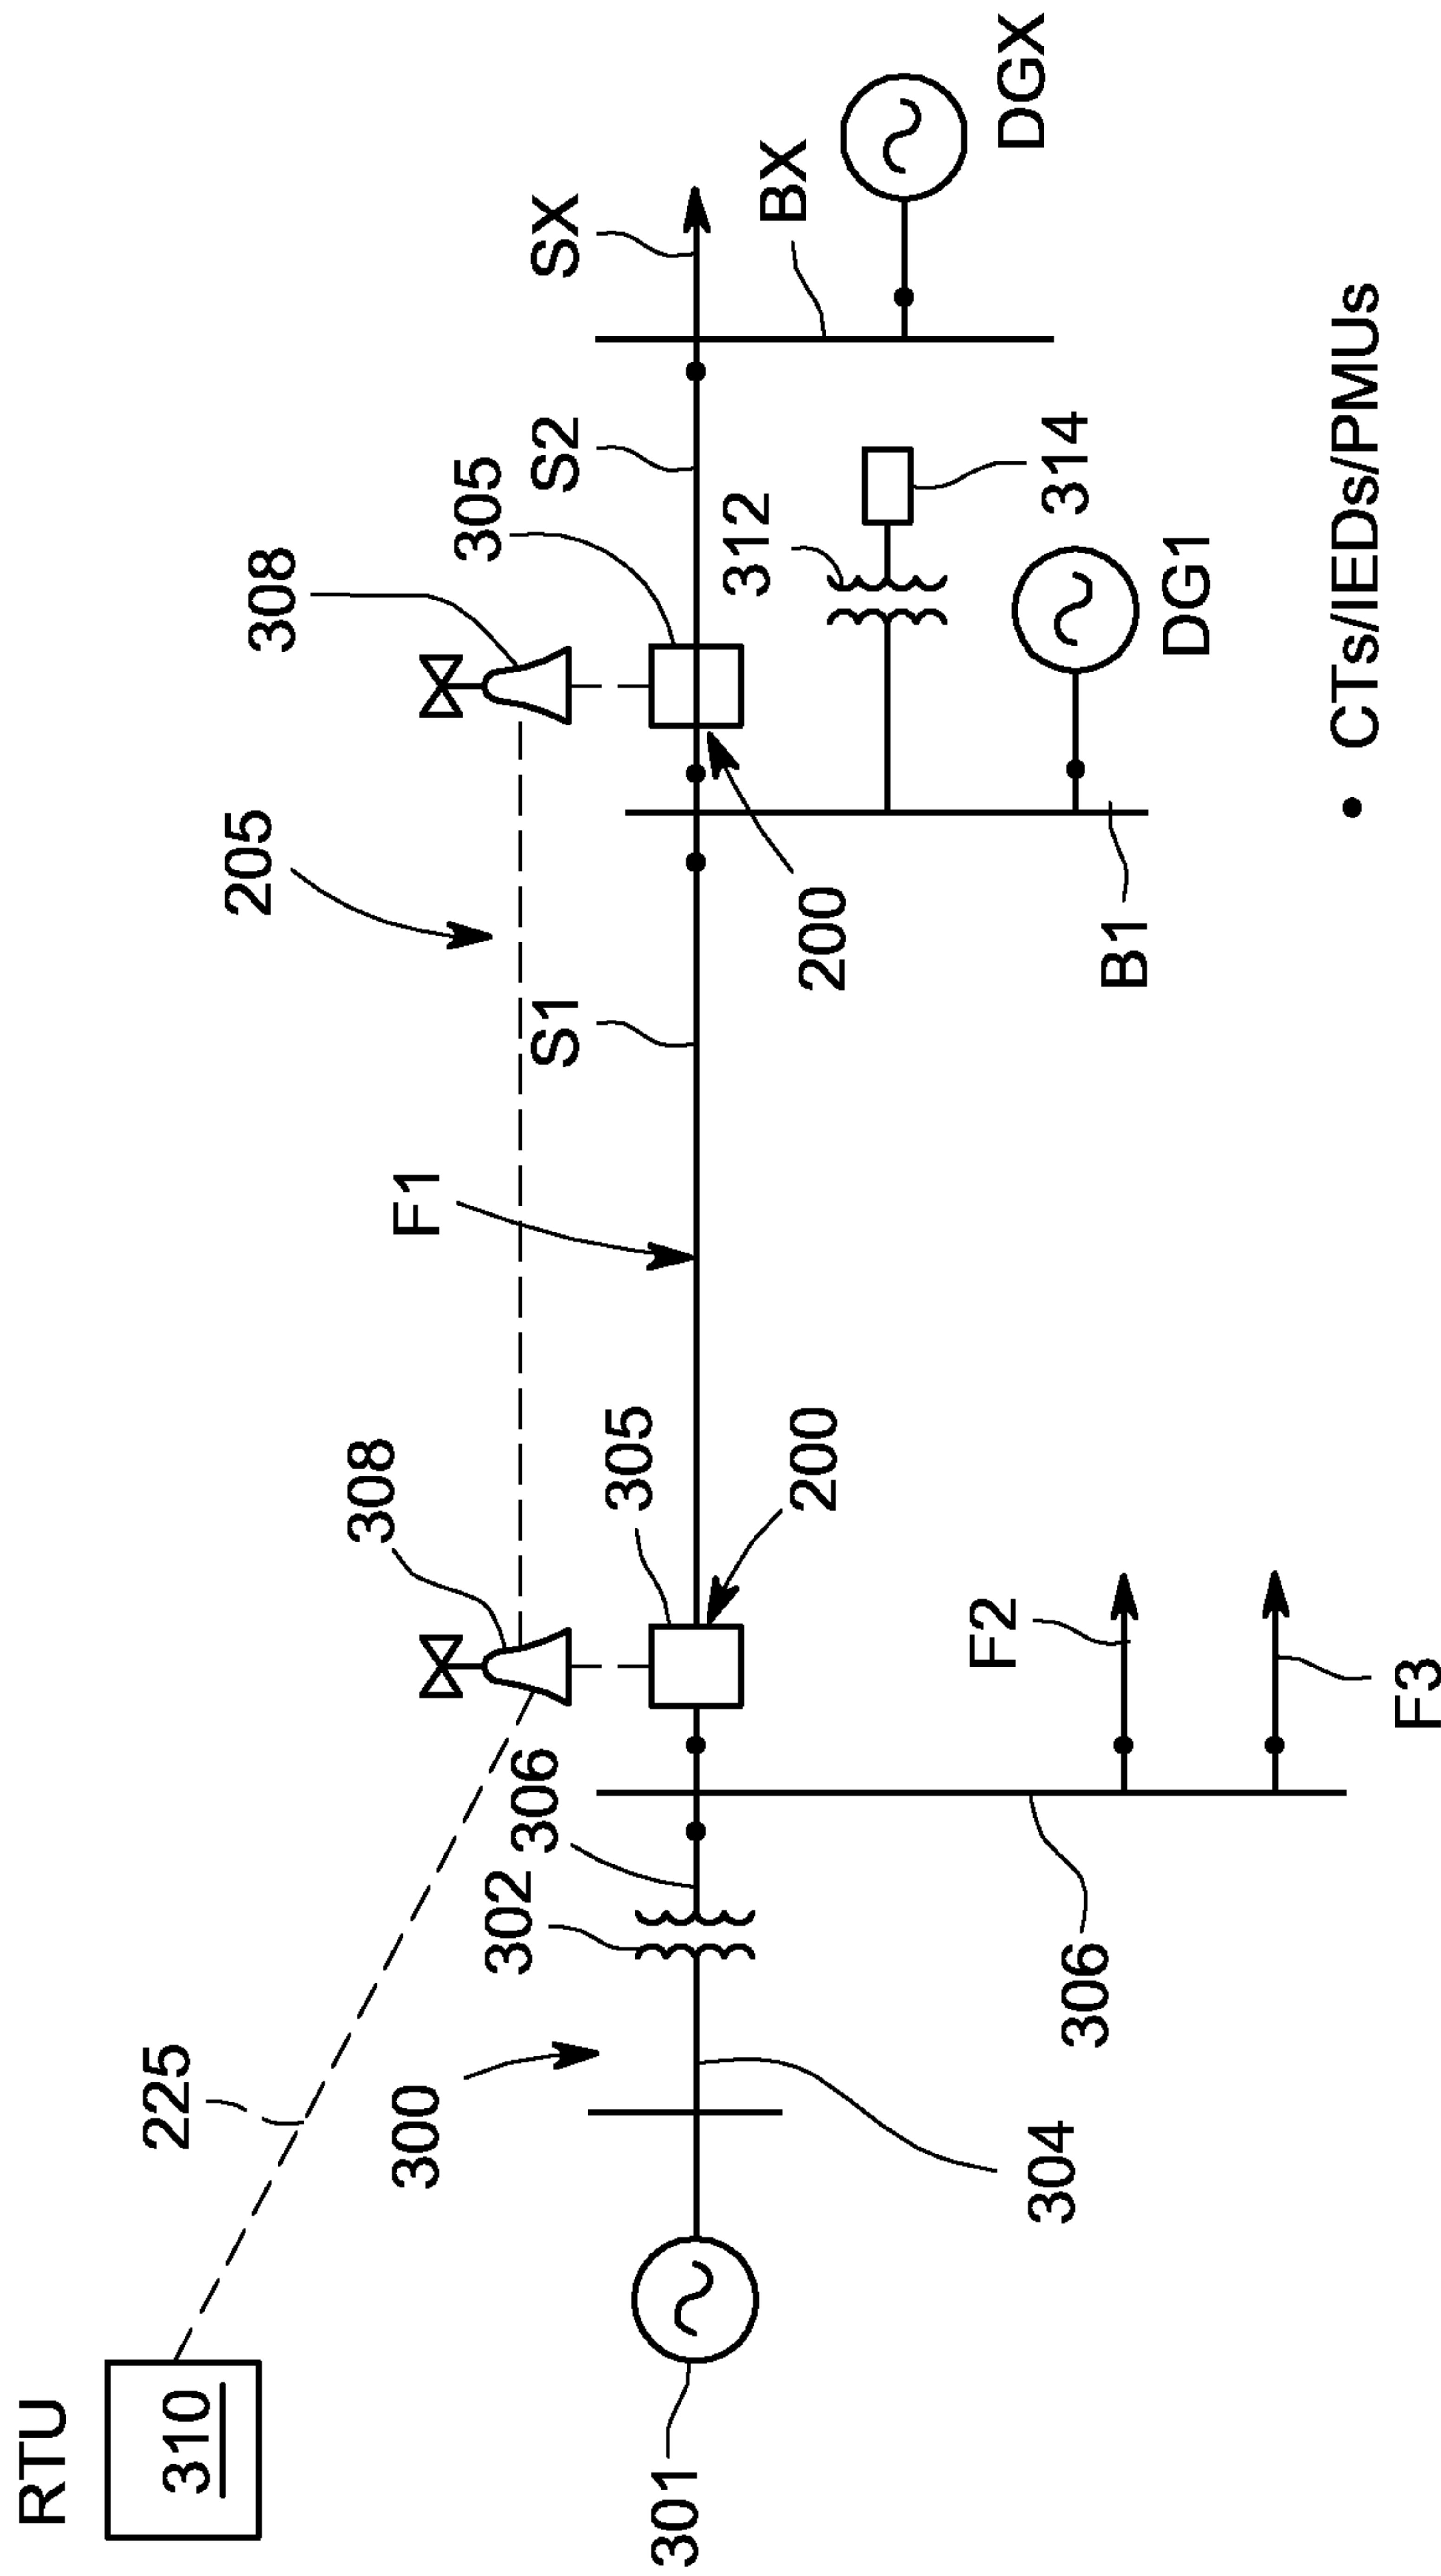 RTU
310
225
205
308
308
305
305
F1
S1
S2
SX
300
302
306
301
304
306
200
200
312
314
BX
DGX
DG1
B1
F2
F3
• CTs/IEDs/PMUs